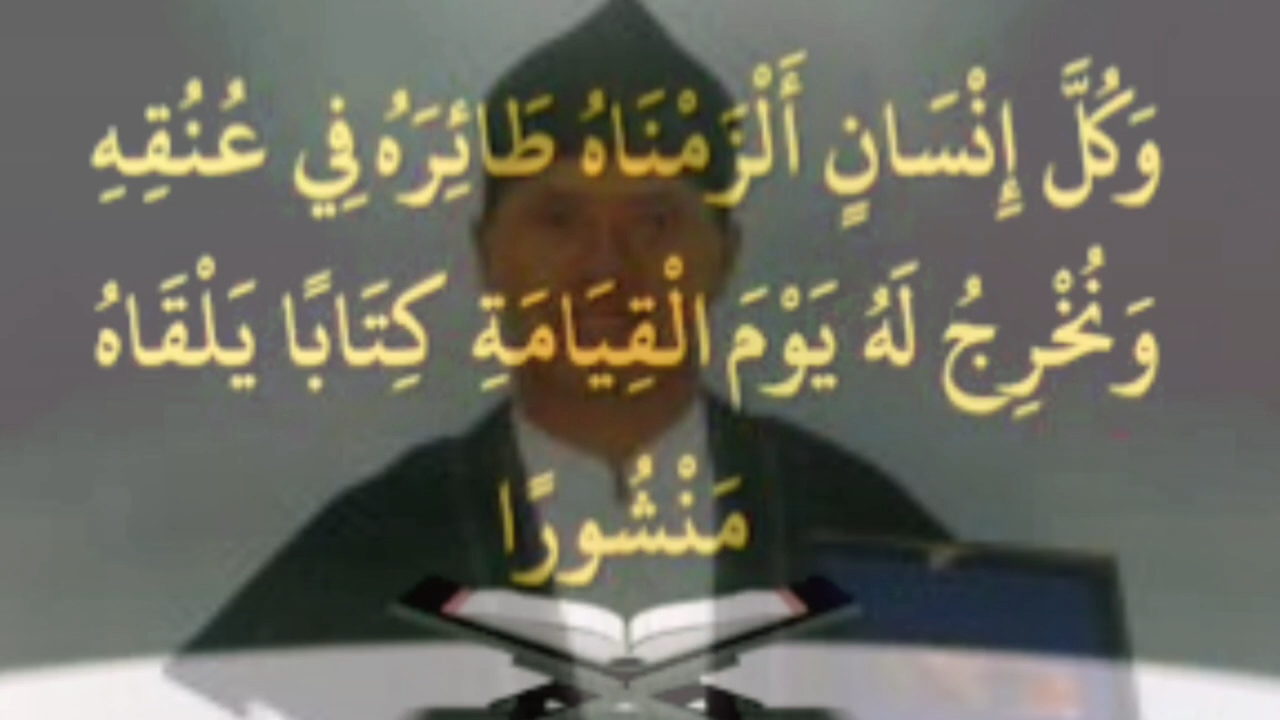 وَكُلَّ إِنْسَانٍ أَلْزَمْنَاهُ طَائِرَهُ فِي عُنُقِهِ
وَنُخْرِجُ لَهُ يَوْمَ الْقِيَامَةِ كِتَابًا يَلْقَاهُ
مَنْشُورًا